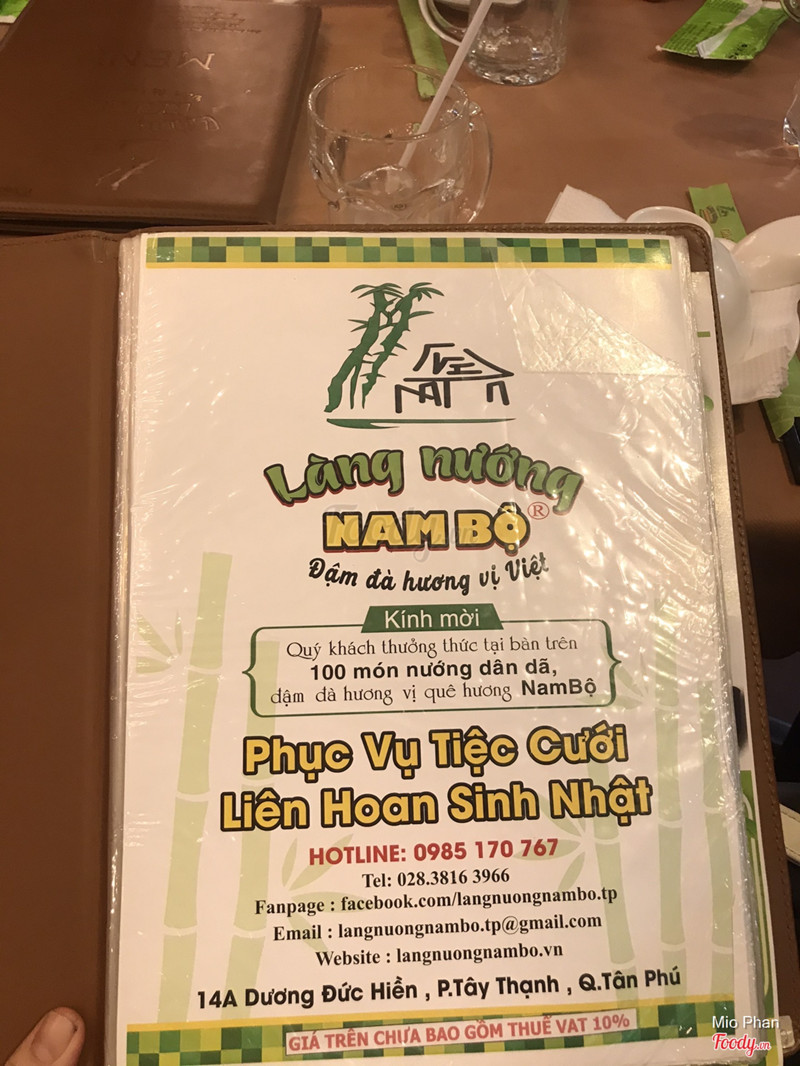 MENU
Làng nướng
NAM BỘ®
Đậm đà hương vị Việt
Kính mời
Quý khách thưởng thức tại bàn trên
100 món nướng dân dã,
đậm đà hương vị quê hương NamBộ
Phục Vụ Tiệc Cưới
Liên Hoan Sinh Nhật
HOTLINE: 0985 170 767
Tel: 028.3816 3966
Fanpage : facebook.com/langnuongnambo.tp
Email : langnuongnambo.tp@gmail.com
Website : langnuongnambo.vn
14A Dương Đức Hiền , P.Tây Thạnh , Q.Tân Phú
GIÁ TRÊN CHƯA BAO GỒM THUẾ VAT 10%
Mio Phan
Foody.vn